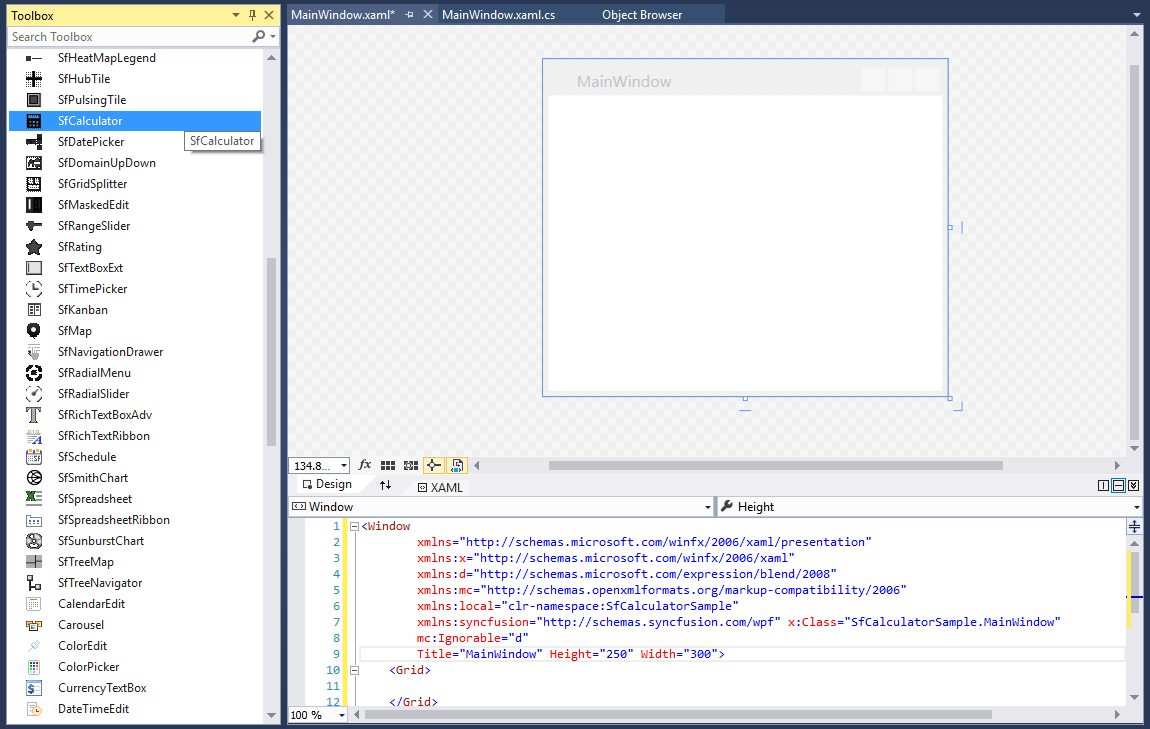 Toolbox
Search Toolbox
SfHeatMapLegend
SfHubTile
SfPulsingTile
SfCalculator
SfCalculator
SfDatePicker
SfDomainUpDown
SfGridSplitter
SfMaskedEdit
SfRangeSlider
SfRating
SfTextBoxExt
SfTimePicker
SfKanban
SfMap
SfNavigationDrawer
SfRadialMenu
SfRadialSlider
SfRichTextBoxAdv
SfRichTextRibbon
SfSchedule
SfSmithChart
SfSpreadsheet
SfSpreadsheetRibbon
SfSunburstChart
SfTreeMap
SfTreeNavigator
CalendarEdit
Carousel
ColorEdit
ColorPicker
CurrencyTextBox
DateTimeEdit
MainWindow.xaml* MainWindow.xaml.cs Object Browser
MainWindow
134.8... fx
Design XAML
Window Height
1 <Window
2 xmlns="http://schemas.microsoft.com/winfx/2006/xaml/presentation"
3 xmlns:x="http://schemas.microsoft.com/winfx/2006/xaml"
4 xmlns:d="http://schemas.microsoft.com/expression/blend/2008"
5 xmlns:mc="http://schemas.openxmlformats.org/markup-compatibility/2006"
6 xmlns:local="clr-namespace:SfCalculatorSample"
7 xmlns:syncfusion="http://schemas.syncfusion.com/wpf" x:Class="SfCalculatorSample.MainWindow"
8 mc:Ignorable="d"
9 Title="MainWindow" Height="250" Width="300">
10 <Grid>
11
12 </Grid>
100 %